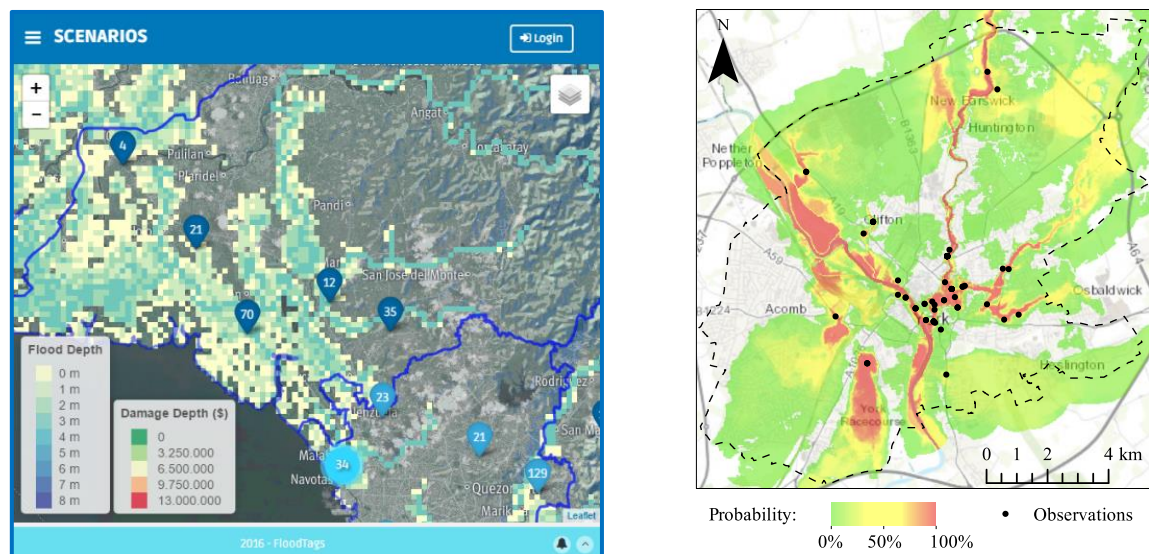 SCENARIOS
Login
+
−
Angat
Pulilan
Plaridel
4
Pandi
21
San Jose del Monte
12
70
35
Flood Depth
0 m
1 m
2 m
3 m
4 m
5 m
6 m
7 m
8 m
Damage Depth ($)
0
3.250.000
6.500.000
9.750.000
13.000.000
23
21
34
129
Navotas
Leaflet
2016 - FloodTags
N
New Earswick
Huntington
Nether
Poppleton
Clifton
A59
A64
Acomb
Osbaldwick
Heslington
York
Racecourse
0 2 4 km
Probability:
0% 50% 100%
Observations